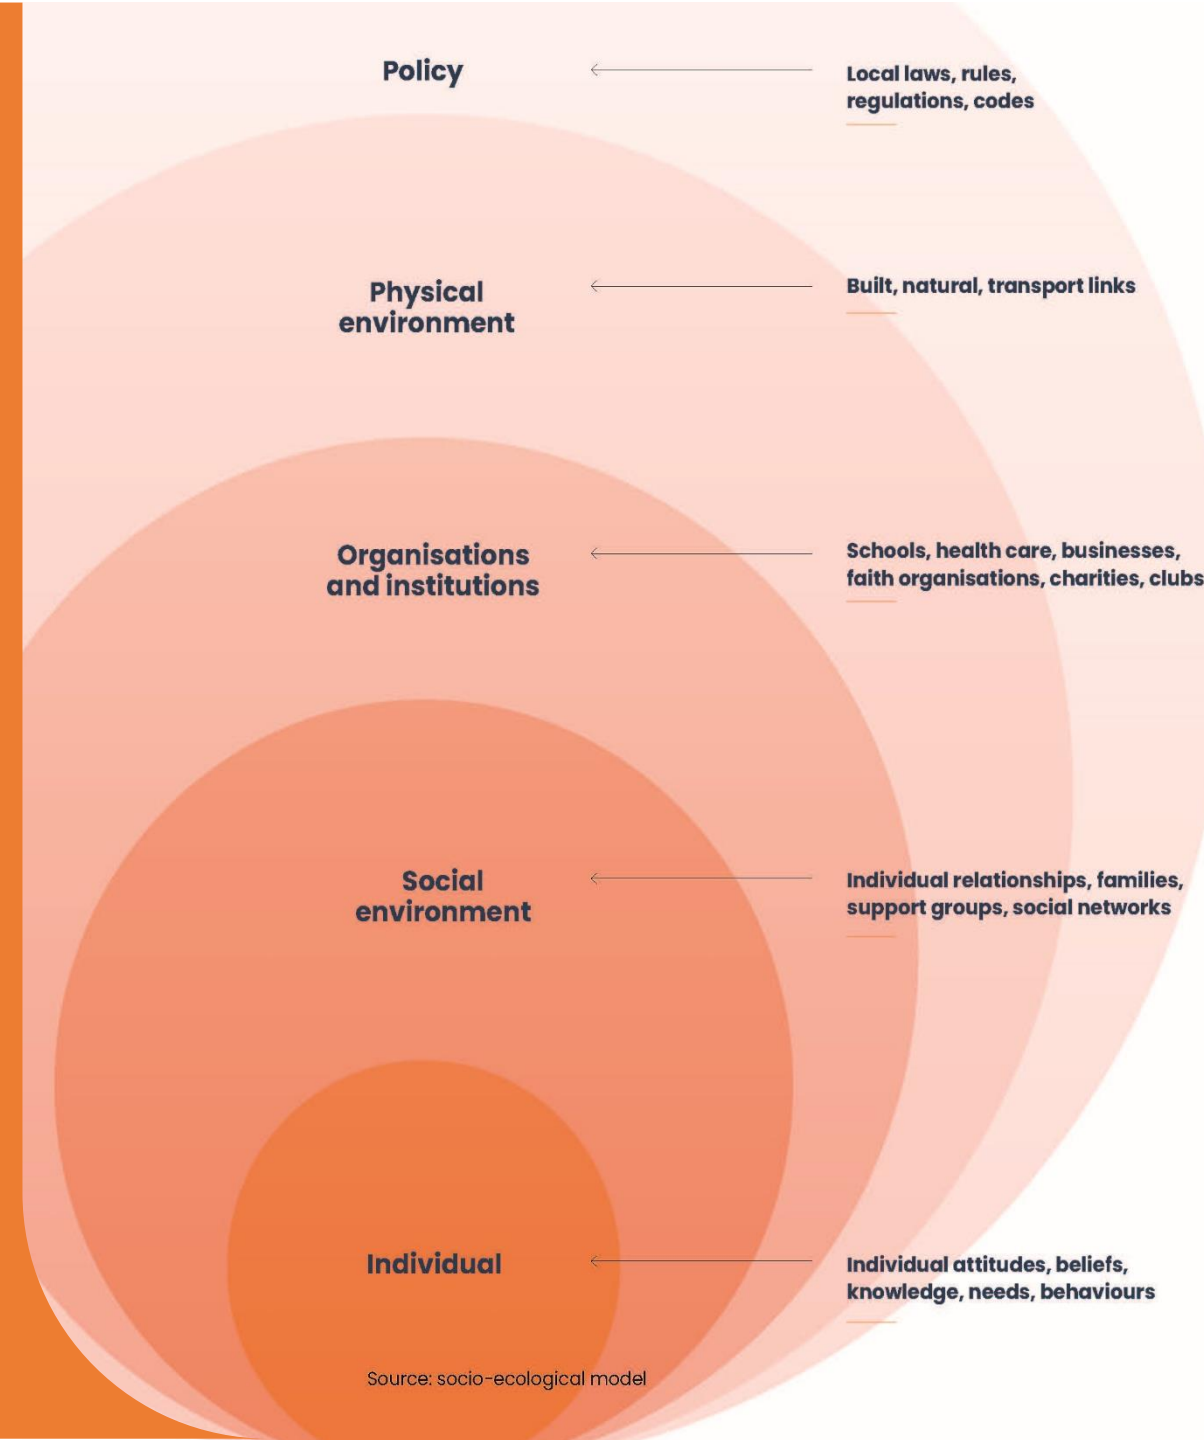 Policy
Local laws, rules,
regulations, codes
Physical
environment
Built, natural, transport links
Organisations
and institutions
Schools, health care, businesses,
faith organisations, charities, clubs
Social
environment
Individual relationships, families,
support groups, social networks
Individual
Individual attitudes, beliefs,
knowledge, needs, behaviours
Source: socio-ecological model